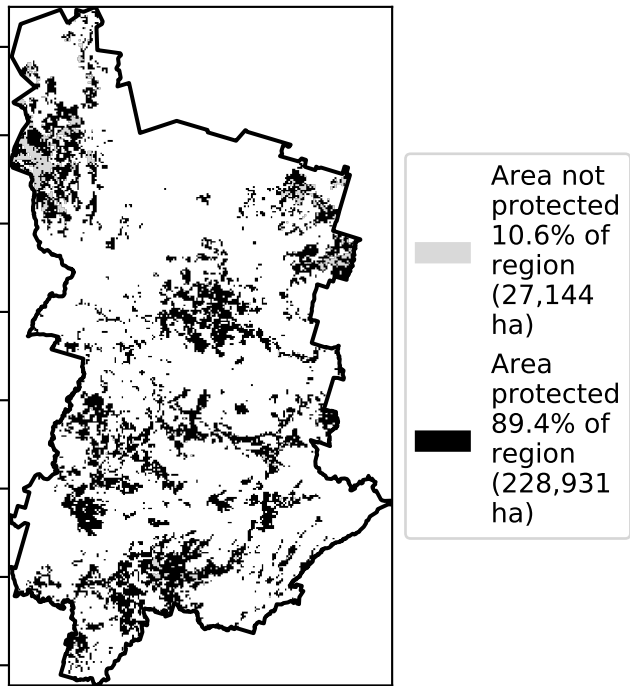 Area not
protected
10.6% of
region
(27,144
ha)
Area
protected
89.4% of
region
(228,931
ha)